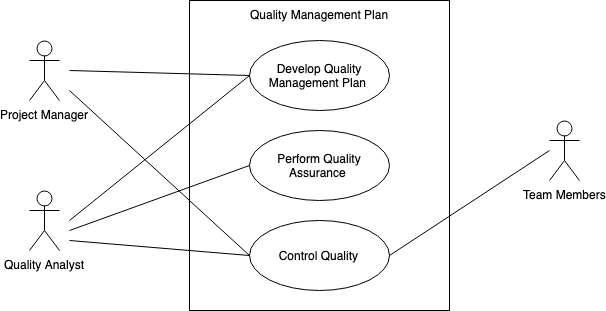 Quality Management Plan
Develop Quality
Management Plan
Project Manager
Perform Quality
Assurance
Team Members
Control Quality
Quality Analyst